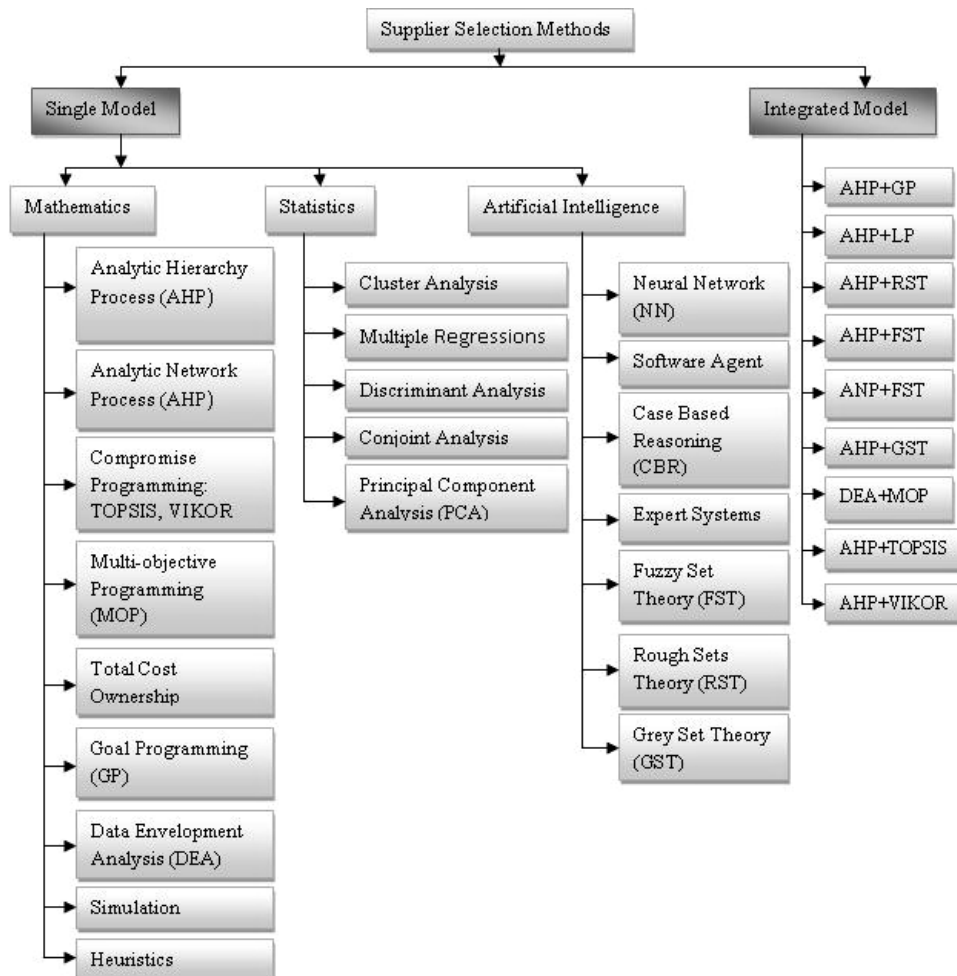 Supplier Selection Methods
Single Model
Integrated Model
Mathematics
Statistics
Artificial Intelligence
Analytic Hierarchy
Process (AHP)
Analytic Network
Process (AHP)
Compromise
Programming:
TOPSIS, VIKOR
Multi-objective
Programming
(MOP)
Total Cost
Ownership
Goal Programming
(GP)
Data Envelopment
Analysis (DEA)
Simulation
Heuristics
Cluster Analysis
Multiple Regressions
Discriminant Analysis
Conjoint Analysis
Principal Component
Analysis (PCA)
Neural Network
(NN)
Software Agent
Case Based
Reasoning
(CBR)
Expert Systems
Fuzzy Set
Theory (FST)
Rough Sets
Theory (RST)
Grey Set Theory
(GST)
AHP+GP
AHP+LP
AHP+RST
AHP+FST
ANP+FST
AHP+GST
DEA+MOP
AHP+TOPSIS
AHP+VIKOR